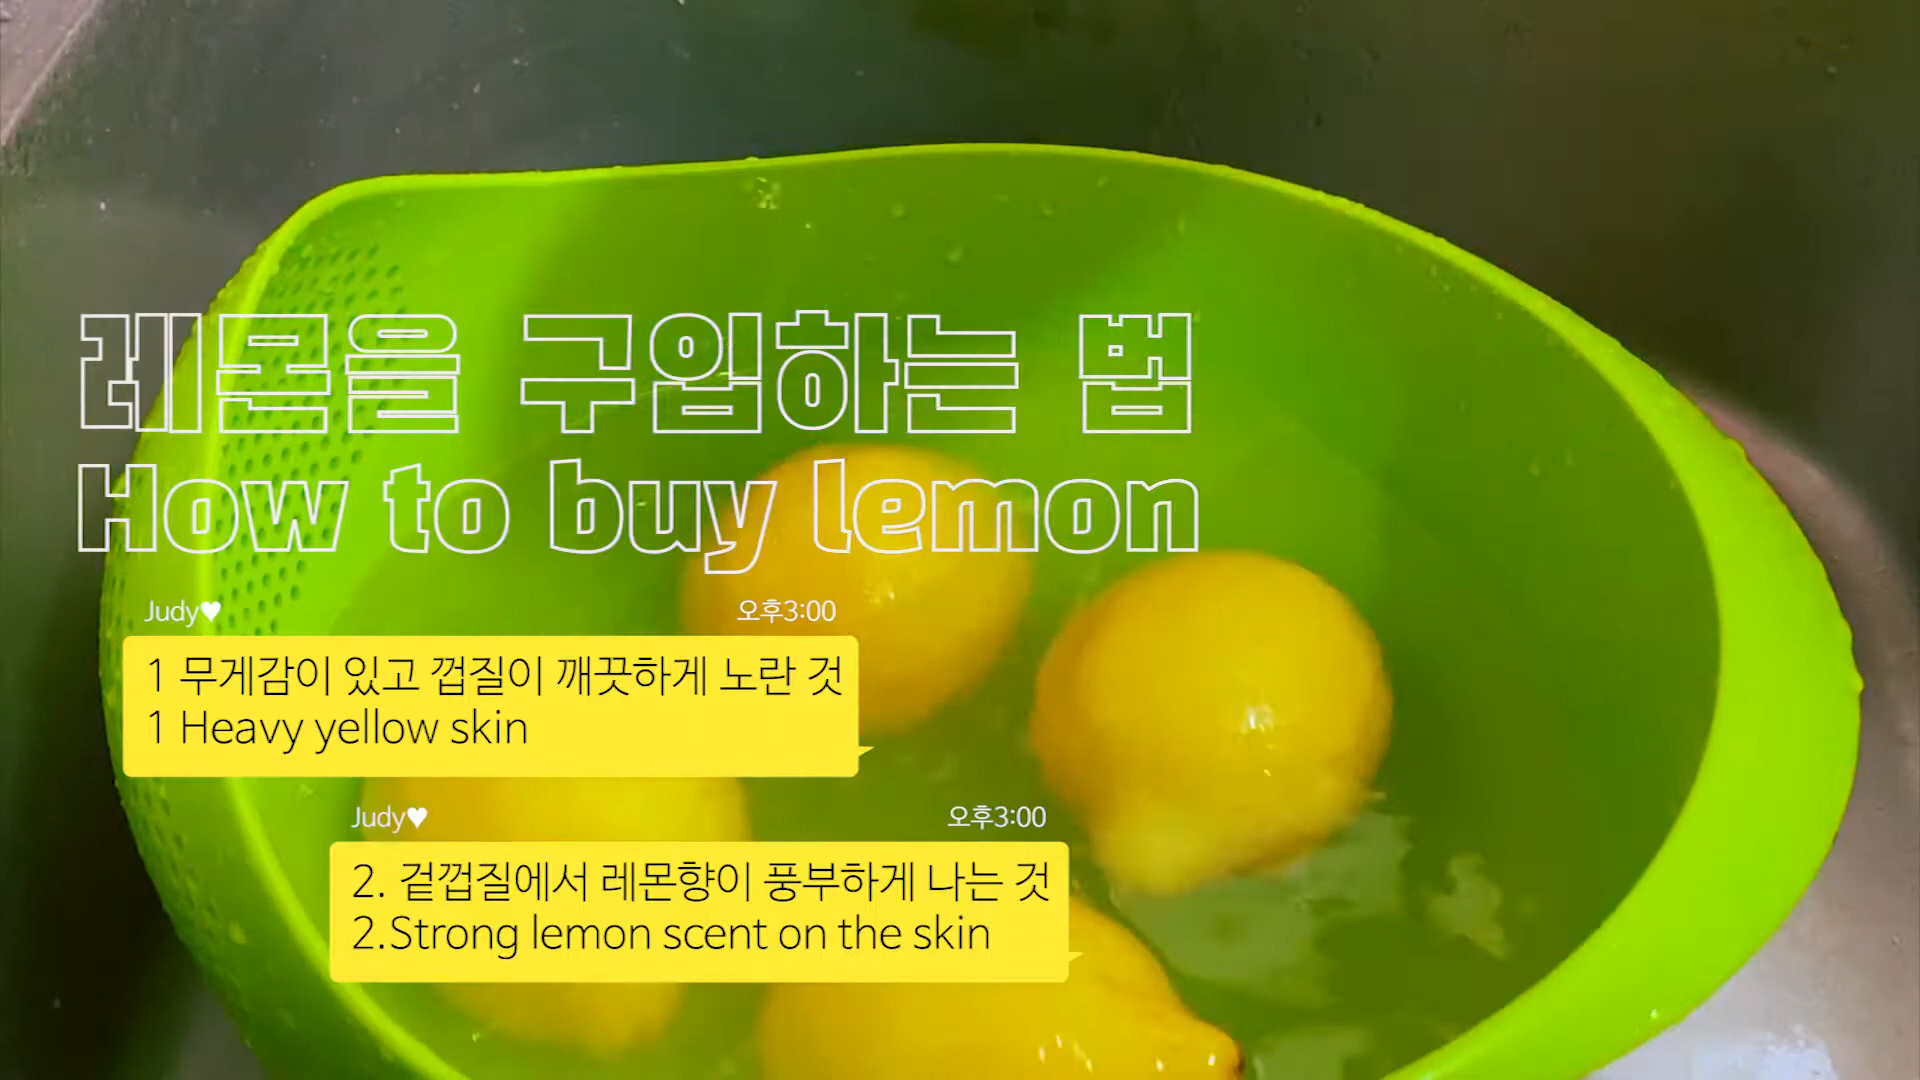 레몬을 구입하는 법
How to buy lemon
Judy♥ 오후3:00
1 무게감이 있고 껍질이 깨끗하게 노란 것
1 Heavy yellow skin
Judy♥ 오후3:00
2. 겉껍질에서 레몬향이 풍부하게 나는 것
2.Strong lemon scent on the skin